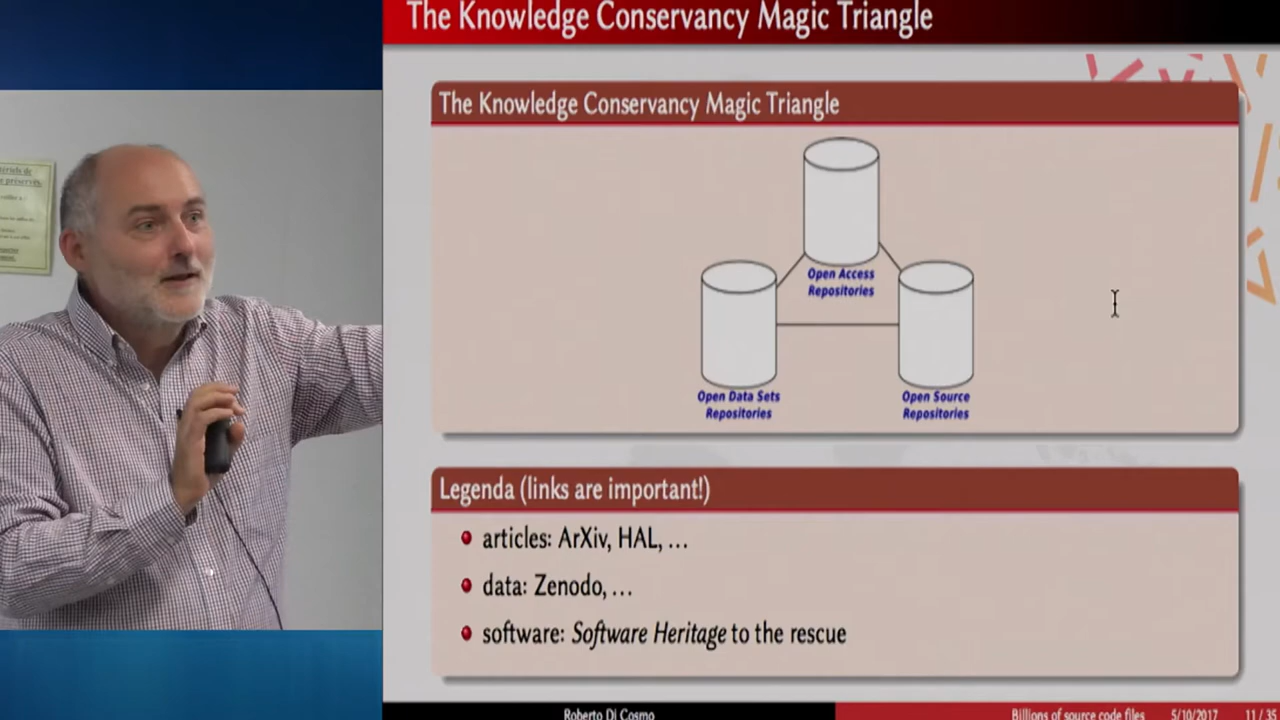 The Knowledge Conservancy Magic Triangle
The Knowledge Conservancy Magic Triangle
Open Access
Repositories
Open Data Sets
Repositories
Open Source
Repositories
Legenda (links are important!)
articles: ArXiv, HAL, …
data: Zenodo, …
software: Software Heritage to the rescue
Roberto Di Cosmo
Billions of source code files
5/10/2017
11 / 35